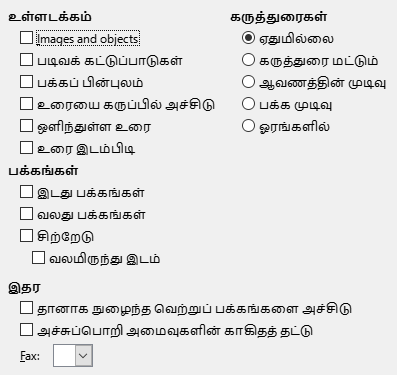 உள்ளடக்கம்
Images and objects
படிவக் கட்டுப்பாடுகள்
பக்கப் பின்புலம்
உரையை கருப்பில் அச்சிடு
ஒளிந்துள்ள உரை
உரை இடம்பிடி
பக்கங்கள்
இடது பக்கங்கள்
வலது பக்கங்கள்
சிற்றேடு
வலமிருந்து இடம்
இதர
தானாக நுழைந்த வெற்றுப் பக்கங்களை அச்சிடு
அச்சுப்பொறி அமைவுகளின் காகிதத் தட்டு
Fax:
கருத்துரைகள்
ஏதுமில்லை
கருத்துரை மட்டும்
ஆவணத்தின் முடிவு
பக்க முடிவு
ஓரங்களில்